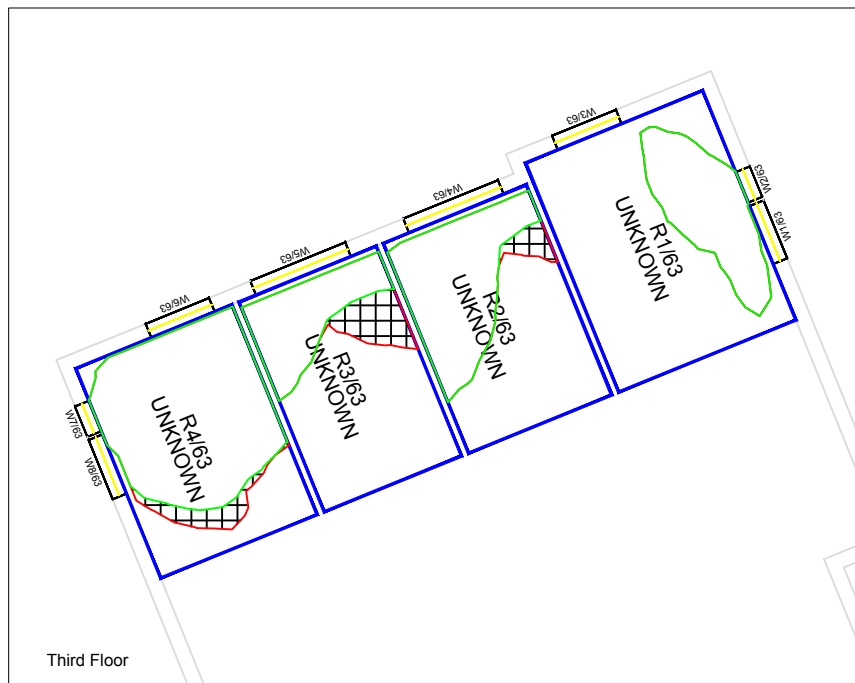 W3/63
W2/63
W1/63
W4/63
R1/63
UNKNOWN
W5/63
R2/63
UNKNOWN
W6/63
R3/63
UNKNOWN
W7/63
W8/63
R4/63
UNKNOWN
Third Floor